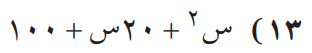 ١٣) س٢ + ٢٠س + ١٠٠